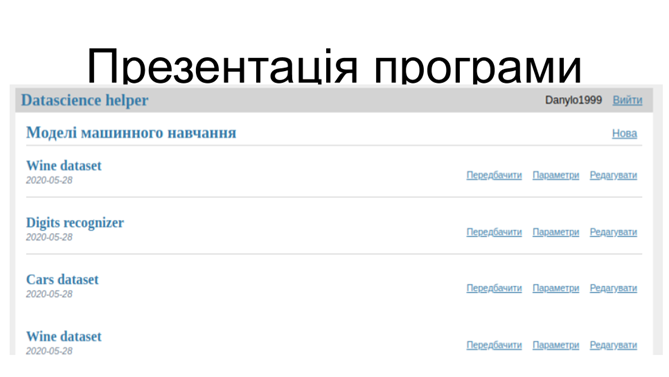 Презентація програми
Datascience helper Danylo1999 Вийти
Моделі машинного навчання Нова
Wine dataset
2020-05-28
Передбачити Параметри Редагувати
Digits recognizer
2020-05-28
Передбачити Параметри Редагувати
Cars dataset
2020-05-28
Передбачити Параметри Редагувати
Wine dataset
2020-05-28
Передбачити Параметри Редагувати